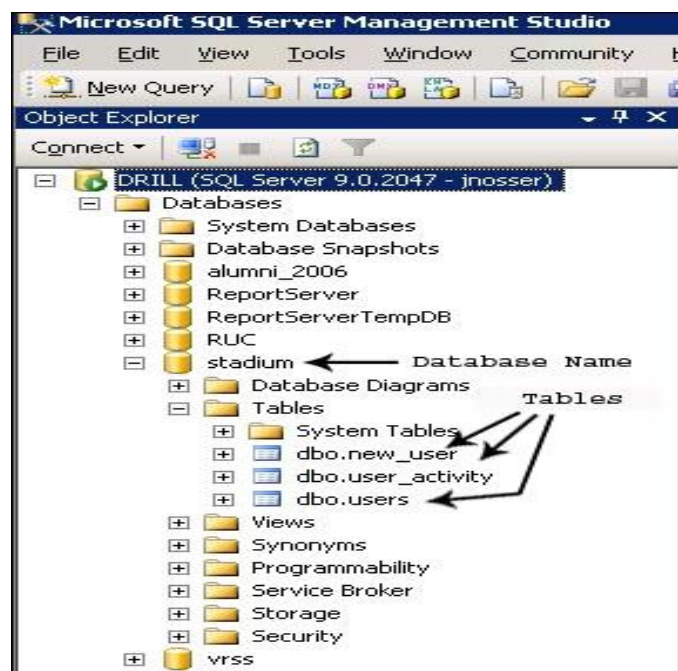 Microsoft SQL Server Management Studio
File Edit View Tools Window Community
New Query
Object Explorer
Connect
DRILL (SQL Server 9.0.2047 - jnosser)
Databases
System Databases
Database Snapshots
alumni_2006
ReportServer
ReportServerTempDB
RUC
stadium Database Name
Database Diagrams
Tables
Tables
System Tables
dbo.new_user
dbo.user_activity
dbo.users
Views
Synonyms
Programmability
Service Broker
Storage
Security
vrss